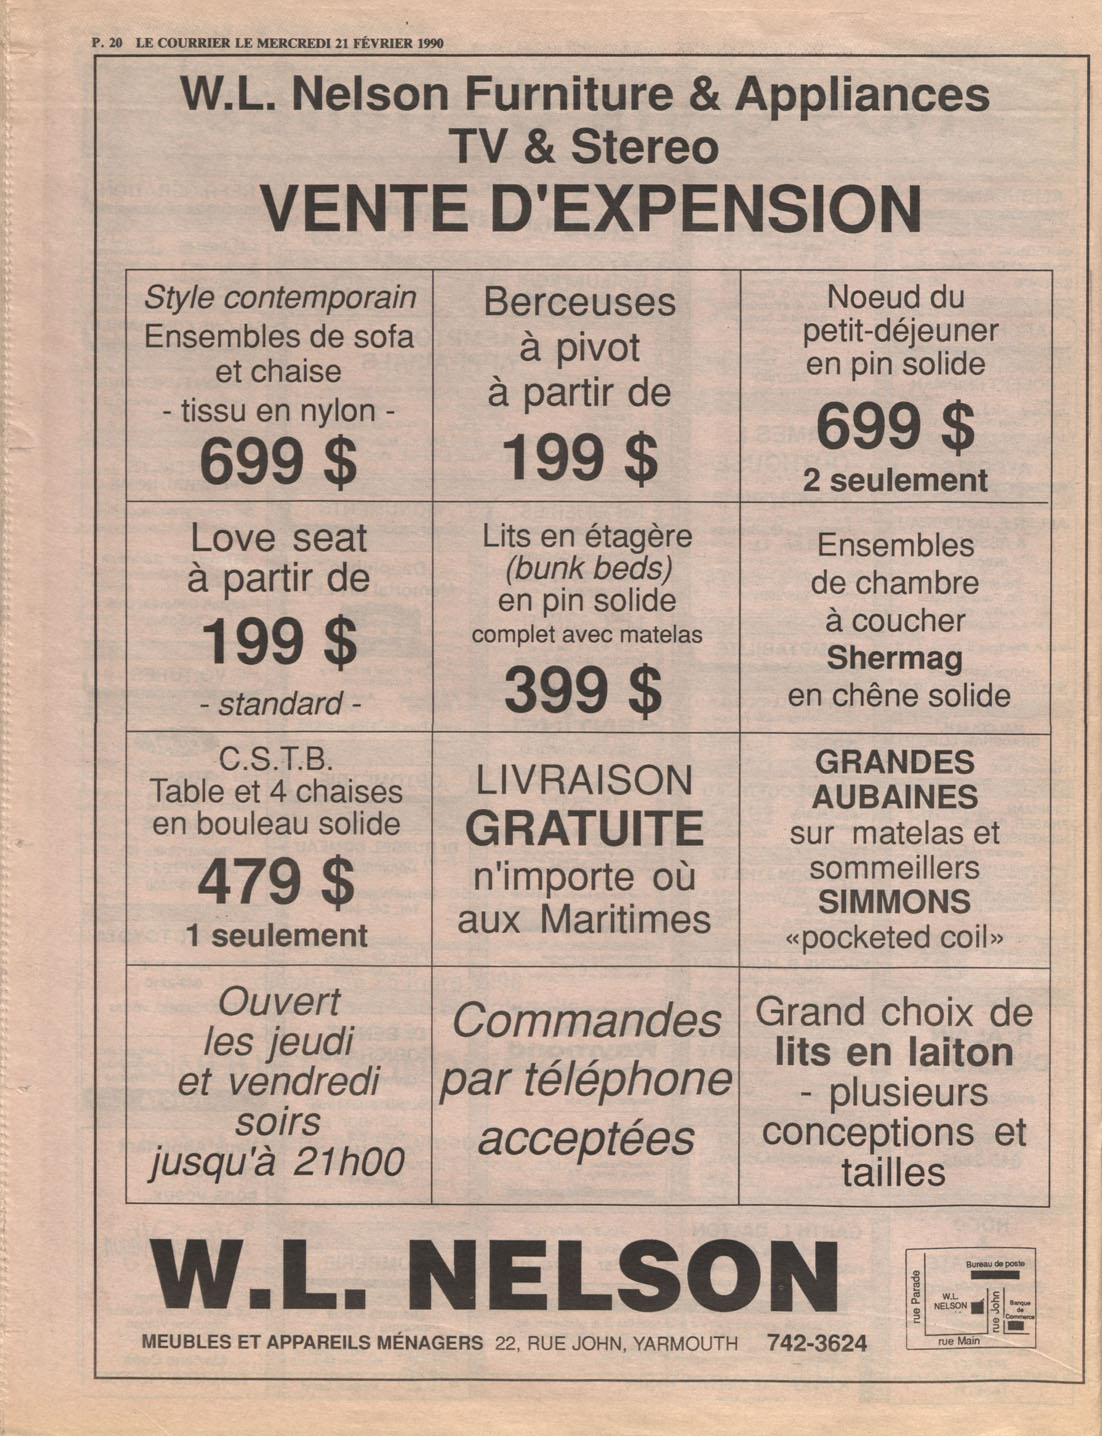 P. 20 LE COURRIER LE MERCREDI 21 FÉVRIER 1990
W.L. Nelson Furniture & Appliances
TV & Stereo
VENTE D'EXPENSION
Style contemporain
Ensembles de sofa
et chaise
- tissu en nylon -
699 $
Berceuses
à pivot
à partir de
199 $
Noeud du
petit-déjeuner
en pin solide
699 $
2 seulement
Love seat
à partir de
199 $
- standard -
Lits en étagère
(bunk beds)
en pin solide
complet avec matelas
399 $
Ensembles
de chambre
à coucher
Shermag
en chêne solide
C.S.T.B.
Table et 4 chaises
en bouleau solide
479 $
1 seulement
LIVRAISON
GRATUITE
n'importe où
aux Maritimes
GRANDES
AUBAINES
sur matelas et
sommeillers
SIMMONS
«pocketed coil»
Ouvert
les jeudi
et vendredi
soirs
jusqu'à 21h00
Commandes
par téléphone
acceptées
Grand choix de
lits en laiton
- plusieurs
conceptions et
tailles
W.L. NELSON
MEUBLES ET APPAREILS MÉNAGERS 22, RUE JOHN, YARMOUTH 742-3624
rue Parade
Bureau de poste
W.L.
NELSON
rue John
Banque
de
Commerce
rue Main